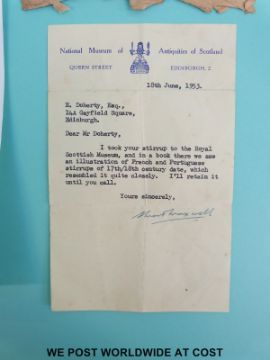 National Museum of Antiquities of Scotland
QUEEN STREET EDINBURGH, 2
18th June, 1953.
E. Doherty, Esq.,
14A Gayfield Square,
Edinburgh.
Dear Mr Doherty,
I took your stirrup to the Royal
Scottish Museum, and in a book there we saw
an illustration of French and Portuguese
stirrups of 17th/18th century date, which
resembled it quite closely. I'll retain it
until you call.
Yours sincerely,
WE POST WORLDWIDE AT COST